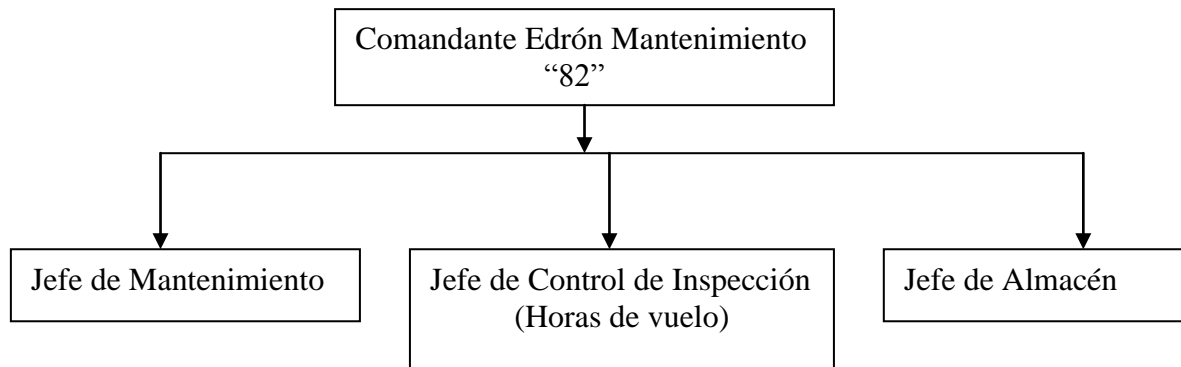 Comandante Edrón Mantenimiento
“82”
Jefe de Mantenimiento
Jefe de Control de Inspección
(Horas de vuelo)
Jefe de Almacén